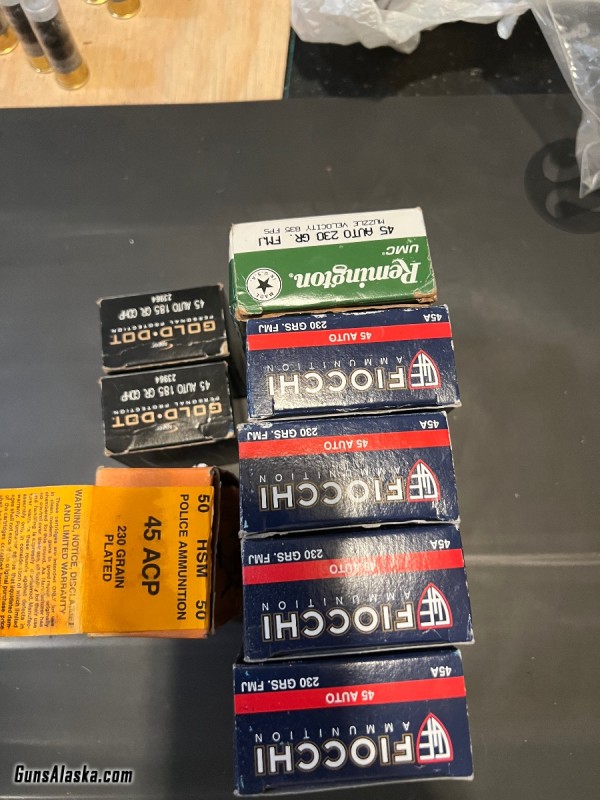 45 AUTO 230 GR. FMJ
MUZZLE VELOCITY 835 FPS
Remington.
UMC
MADE
IN
U.S.A.
FIOCCHI
AMMUNITION
45 AUTO
230 GRS. FMJ
45A
FIOCCHI
AMMUNITION
45 AUTO
230 GRS. FMJ
45A
FIOCCHI
AMMUNITION
45 AUTO
230 GRS. FMJ
45A
FIOCCHI
AMMUNITION
45 AUTO
230 GRS. FMJ
45A
GOLD DOT
PERSONAL PROTECTION
45 AUTO 185 GR. GDHP
23964
GOLD DOT
PERSONAL PROTECTION
45 AUTO 185 GR. GDHP
23964
50 HSM 50
POLICE AMMUNITION
45 ACP
230 GRAIN
PLATED
WARNING, NOTICE, DISCLAIMER
AND LIMITED WARRANTY
GunsAlaska.com